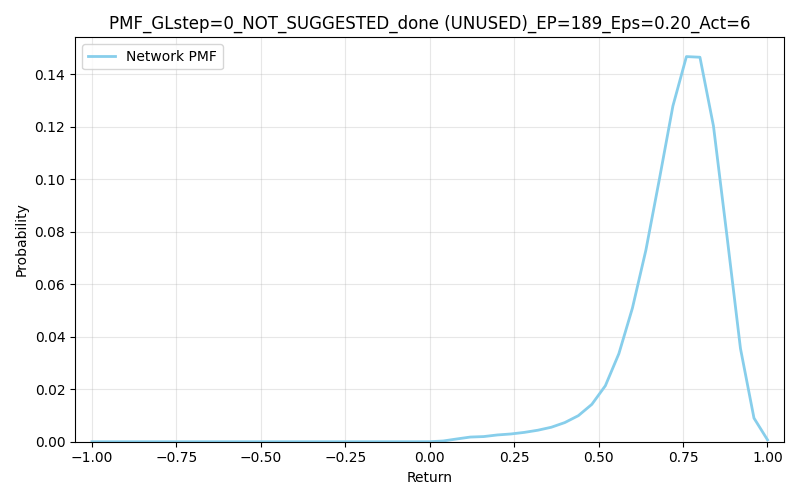 PMF_GLstep=0_NOT_SUGGESTED_done (UNUSED)_EP=189_Eps=0.20_Act=6
Network PMF
Probability
0.14
0.12
0.10
0.08
0.06
0.04
0.02
0.00
−1.00 −0.75 −0.50 −0.25 0.00 0.25 0.50 0.75 1.00
Return